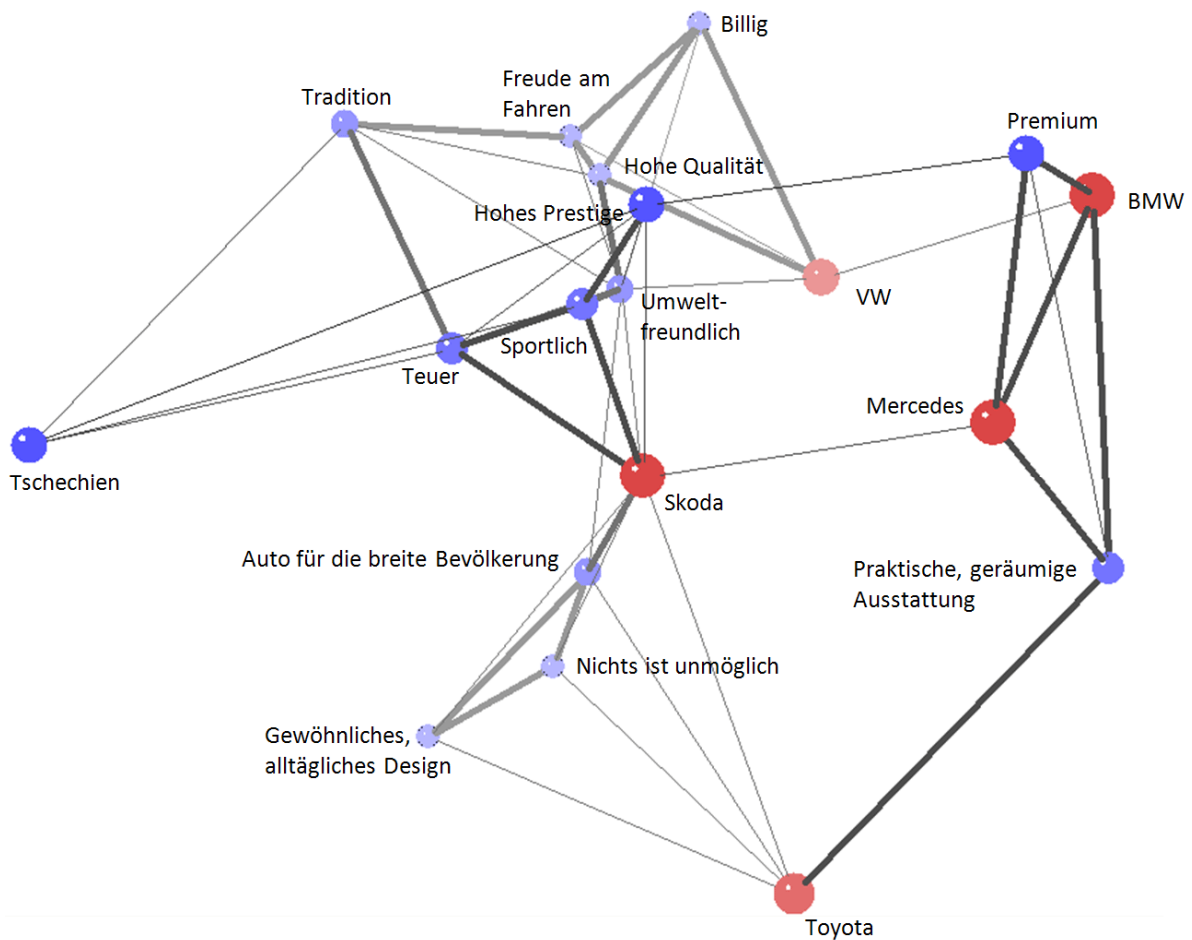 Billig
Freude am
Fahren
Tradition
Premium
Hohe Qualität
BMW
Hohes Prestige
VW
Umwelt-
freundlich
Sportlich
Teuer
Mercedes
Tschechien
Skoda
Auto für die breite Bevölkerung
Praktische, geräumige
Ausstattung
Nichts ist unmöglich
Gewöhnliches,
alltägliches Design
Toyota